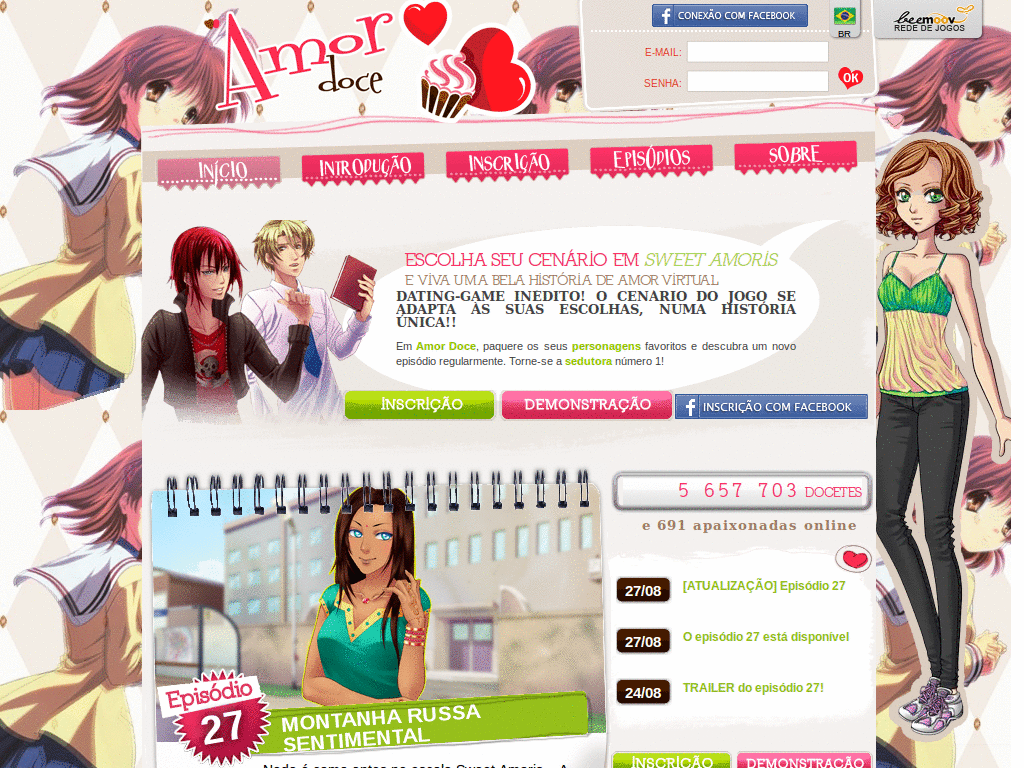 Amor
doce
CONEXÃO COM FACEBOOK
BR
beemoov
REDE DE JOGOS
E-MAIL:
SENHA:
OK
INÍCIO
INTRODUÇÃO
INSCRIÇÃO
EPISÓDIOS
SOBRE
ESCOLHA SEU CENÁRIO EM SWEET AMORIS
E VIVA UMA BELA HISTÓRIA DE AMOR VIRTUAL
DATING-GAME INÉDITO! O CENÁRIO DO JOGO SE
ADAPTA ÀS SUAS ESCOLHAS, NUMA HISTÓRIA
ÚNICA!!
Em Amor Doce, paquere os seus personagens favoritos e descubra um novo
episódio regularmente. Torne-se a sedutora número 1!
INSCRIÇÃO
DEMONSTRAÇÃO
INSCRIÇÃO COM FACEBOOK
5 657 703 DOCETES
e 691 apaixonadas online
27/08
[ATUALIZAÇÃO] Episódio 27
27/08
O episódio 27 está disponível
24/08
TRAILER do episódio 27!
Episódio
27
MONTANHA RUSSA
SENTIMENTAL
Nada é como antes na escola Sweet Amoris... A
INSCRIÇÃO
DEMONSTRAÇÃO